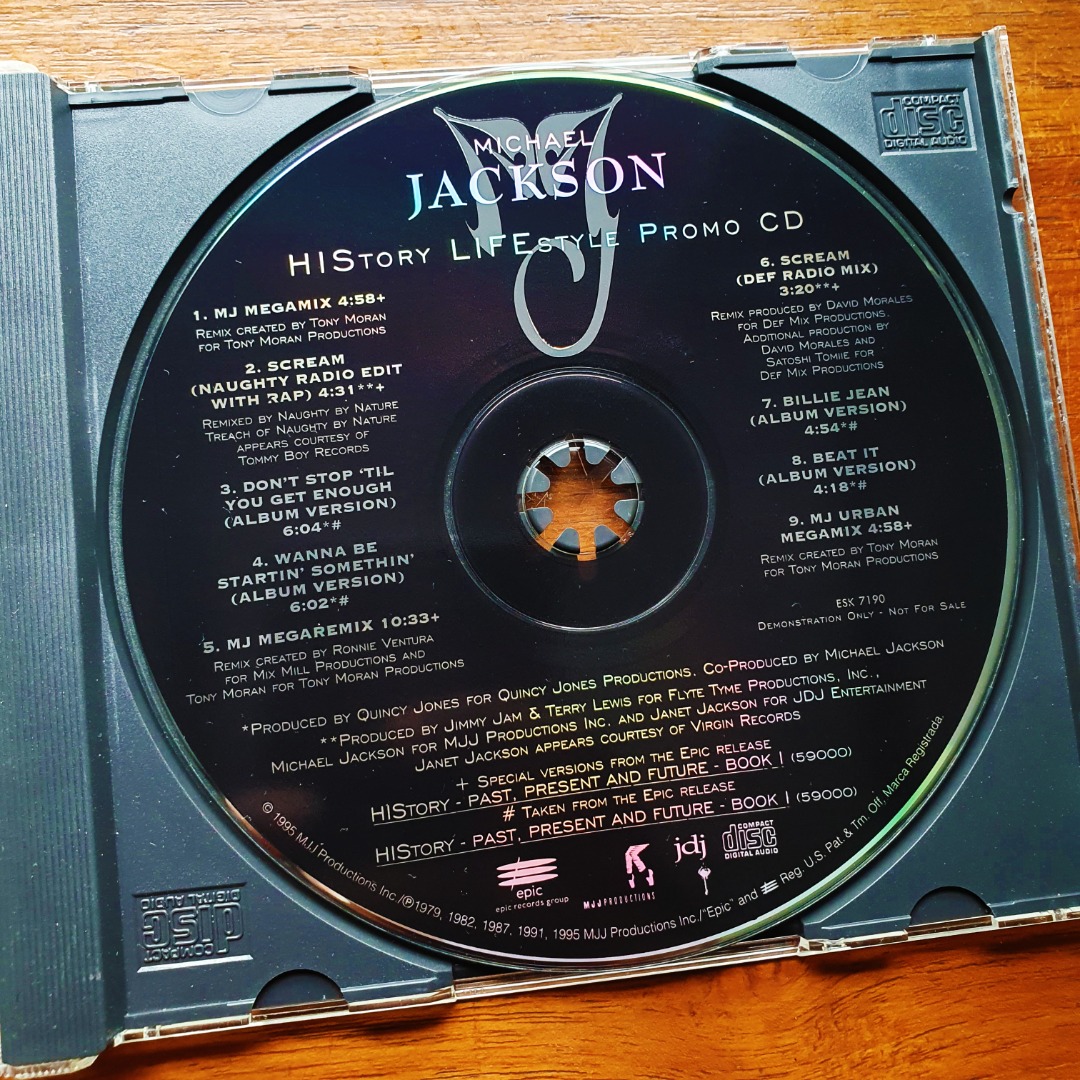 MICHAEL
JACKSON
HISTORY LIFESTYLE PROMO CD
1. MJ MEGAMIX 4:58+
REMIX CREATED BY TONY MORAN
FOR TONY MORAN PRODUCTIONS
2. SCREAM
(NAUGHTY RADIO EDIT
WITH RAP) 4:31**+
REMIXED BY NAUGHTY BY NATURE
TREACH OF NAUGHTY BY NATURE
APPEARS COURTESY OF
TOMMY BOY RECORDS
3. DON'T STOP 'TIL
YOU GET ENOUGH
(ALBUM VERSION)
6:04*#
4. WANNA BE
STARTIN' SOMETHIN'
(ALBUM VERSION)
6:02*#
5. MJ MEGAREMIX 10:33+
REMIX CREATED BY RONNIE VENTURA
FOR MIX MILL PRODUCTIONS AND
TONY MORAN FOR TONY MORAN PRODUCTIONS
6. SCREAM
(DEF RADIO MIX)
3:20**+
REMIX PRODUCED BY DAVID MORALES
FOR DEF MIX PRODUCTIONS.
ADDITIONAL PRODUCTION BY
DAVID MORALES AND
SATOSHI TOMIIE FOR
DEF MIX PRODUCTIONS
7. BILLIE JEAN
(ALBUM VERSION)
4:54*#
8. BEAT IT
(ALBUM VERSION)
4:18*#
9. MJ URBAN
MEGAMIX 4:58+
REMIX CREATED BY TONY MORAN
FOR TONY MORAN PRODUCTIONS
ESK 7190
DEMONSTRATION ONLY - NOT FOR SALE
*PRODUCED BY QUINCY JONES FOR QUINCY JONES PRODUCTIONS. CO-PRODUCED BY MICHAEL JACKSON
**PRODUCED BY JIMMY JAM & TERRY LEWIS FOR FLYTE TYME PRODUCTIONS, INC.,
MICHAEL JACKSON FOR MJJ PRODUCTIONS INC. AND JANET JACKSON FOR JDJ ENTERTAINMENT
JANET JACKSON APPEARS COURTESY OF VIRGIN RECORDS
+ SPECIAL VERSIONS FROM THE EPIC RELEASE
HISTORY - PAST, PRESENT AND FUTURE - BOOK I (59000)
# TAKEN FROM THE EPIC RELEASE
HISTORY - PAST, PRESENT AND FUTURE - BOOK I (59000)
epic
epic records group
MJJ PRODUCTIONS
jdj
COMPACT
disc
DIGITAL AUDIO
© 1995 MJJ Productions Inc./℗1979, 1982, 1987, 1991, 1995 MJJ Productions Inc./"Epic" and Reg. U.S. Pat. & Tm. Off. Marca Registrada.
COMPACT
disc
DIGITAL AUDIO
COMPACT
disc
DIGITAL AUDIO